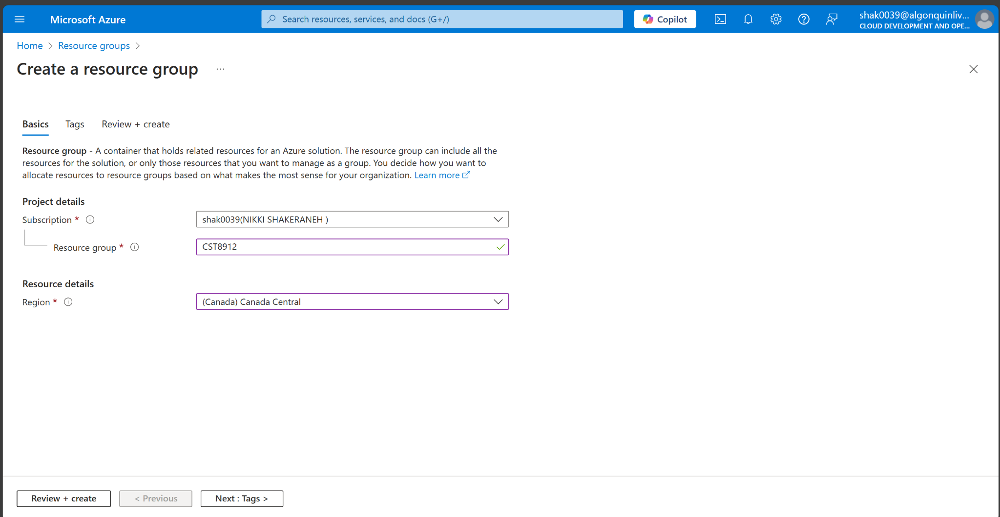 Microsoft Azure
Search resources, services, and docs (G+/)
Copilot
shak0039@algonquinliv...
CLOUD DEVELOPMENT AND OPE...
Home > Resource groups >
Create a resource group ...
Basics Tags Review + create
Resource group - A container that holds related resources for an Azure solution. The resource group can include all the
resources for the solution, or only those resources that you want to manage as a group. You decide how you want to
allocate resources to resource groups based on what makes the most sense for your organization. Learn more
Project details
Subscription * shak0039(NIKKI SHAKERANEH )
Resource group * CST8912
Resource details
Region * (Canada) Canada Central
Review + create < Previous Next : Tags >